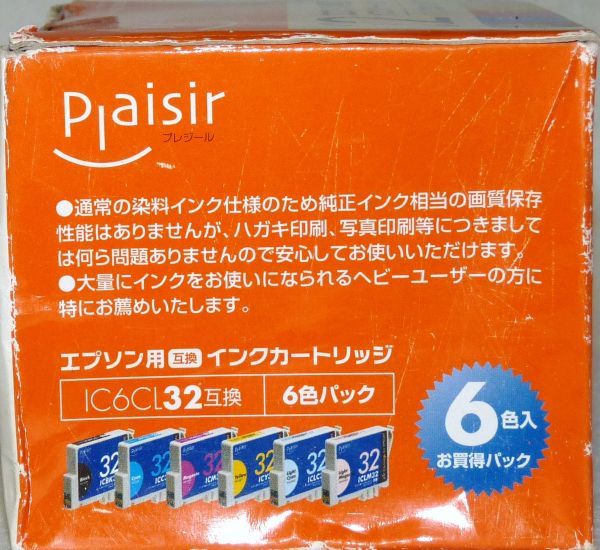 Plaisir
プレジール
●通常の染料インク仕様のため純正インク相当の画質保存
性能はありませんが、ハガキ印刷、写真印刷等につきまして
は何ら問題ありませんので安心してお使いいただけます。
●大量にインクをお使いになられるヘビーユーザーの方に
特にお薦めいたします。
エプソン用 互換 インクカートリッジ
IC6CL32互換 6色パック
6色入
お買得パック
32 32 32 32 32 32
ICLM32